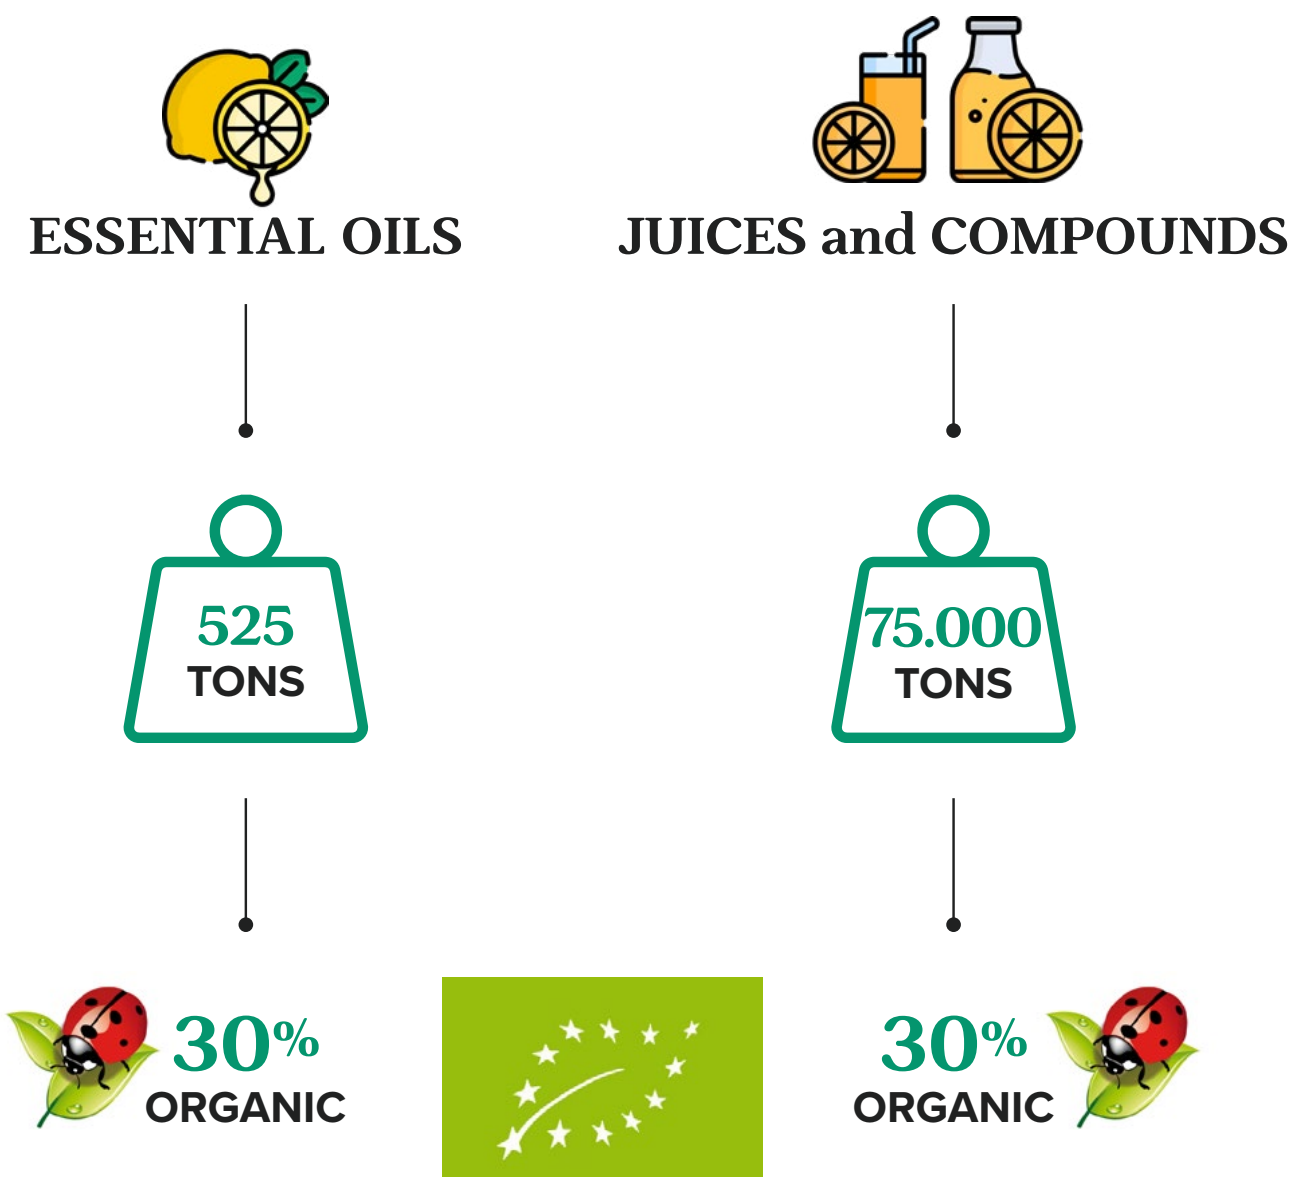 ESSENTIAL OILS
525
TONS
30%
ORGANIC
JUICES and COMPOUNDS
75.000
TONS
30%
ORGANIC